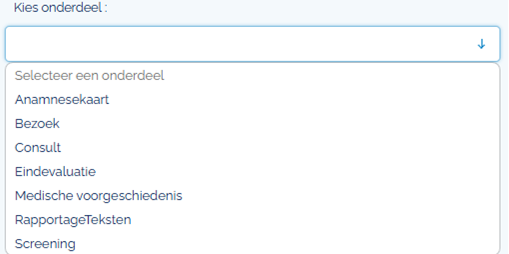 Kies onderdeel :
Selecteer een onderdeel
Anamnesekaart
Bezoek
Consult
Eindevaluatie
Medische voorgeschiedenis
RapportageTeksten
Screening